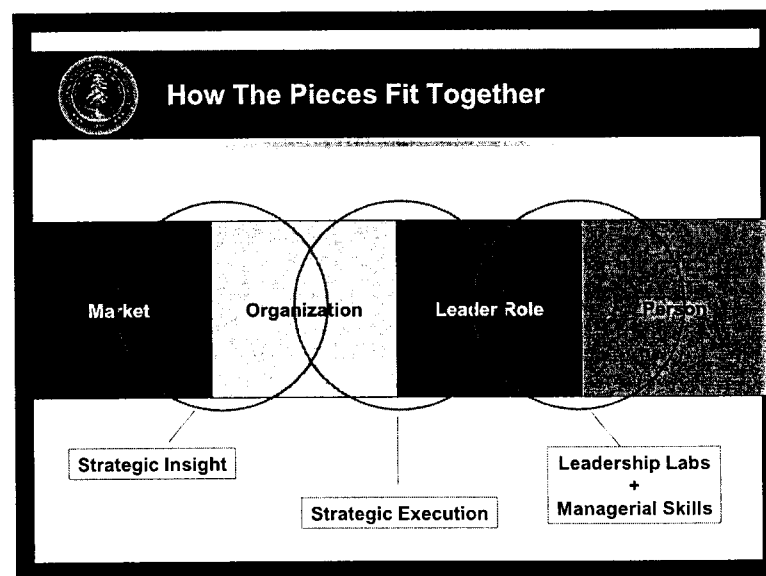 How The Pieces Fit Together
Market
Organization
Leader Role
Person
Strategic Insight
Strategic Execution
Leadership Labs
+
Managerial Skills